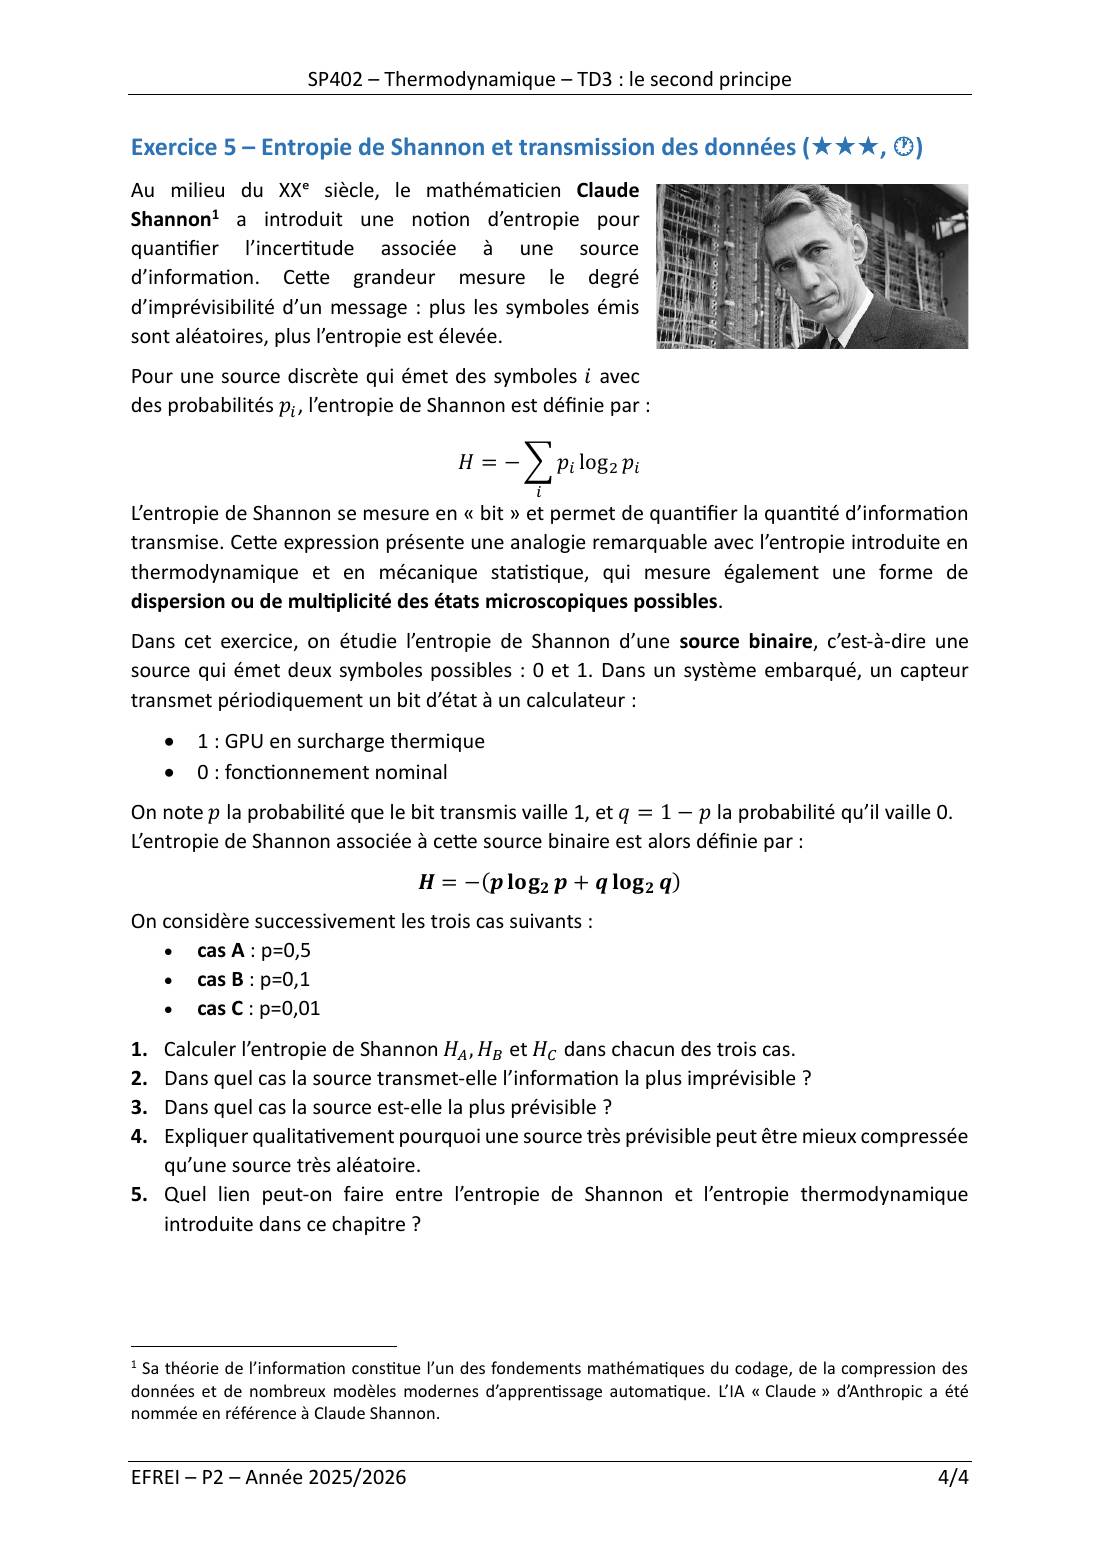 SP402 – Thermodynamique – TD3 : le second principe
Exercice 5 – Entropie de Shannon et transmission des données (★★★, 🕐)
Au milieu du XXᵉ siècle, le mathématicien Claude
Shannon¹ a introduit une notion d’entropie pour
quantifier l’incertitude associée à une source
d’information. Cette grandeur mesure le degré
d’imprévisibilité d’un message : plus les symboles émis
sont aléatoires, plus l’entropie est élevée.
Pour une source discrète qui émet des symboles i avec
des probabilités pᵢ, l’entropie de Shannon est définie par :
H = − ∑ᵢ pᵢ log₂ pᵢ
L’entropie de Shannon se mesure en « bit » et permet de quantifier la quantité d’information
transmise. Cette expression présente une analogie remarquable avec l’entropie introduite en
thermodynamique et en mécanique statistique, qui mesure également une forme de
dispersion ou de multiplicité des états microscopiques possibles.
Dans cet exercice, on étudie l’entropie de Shannon d’une source binaire, c’est-à-dire une
source qui émet deux symboles possibles : 0 et 1. Dans un système embarqué, un capteur
transmet périodiquement un bit d’état à un calculateur :
• 1 : GPU en surcharge thermique
• 0 : fonctionnement nominal
On note p la probabilité que le bit transmis vaille 1, et q = 1 − p la probabilité qu’il vaille 0.
L’entropie de Shannon associée à cette source binaire est alors définie par :
H = −(p log₂ p + q log₂ q)
On considère successivement les trois cas suivants :
• cas A : p=0,5
• cas B : p=0,1
• cas C : p=0,01
1. Calculer l’entropie de Shannon H_A, H_B et H_C dans chacun des trois cas.
2. Dans quel cas la source transmet-elle l’information la plus imprévisible ?
3. Dans quel cas la source est-elle la plus prévisible ?
4. Expliquer qualitativement pourquoi une source très prévisible peut être mieux compressée
qu’une source très aléatoire.
5. Quel lien peut-on faire entre l’entropie de Shannon et l’entropie thermodynamique
introduite dans ce chapitre ?
¹ Sa théorie de l’information constitue l’un des fondements mathématiques du codage, de la compression des
données et de nombreux modèles modernes d’apprentissage automatique. L’IA « Claude » d’Anthropic a été
nommée en référence à Claude Shannon.
EFREI – P2 – Année 2025/2026 4/4